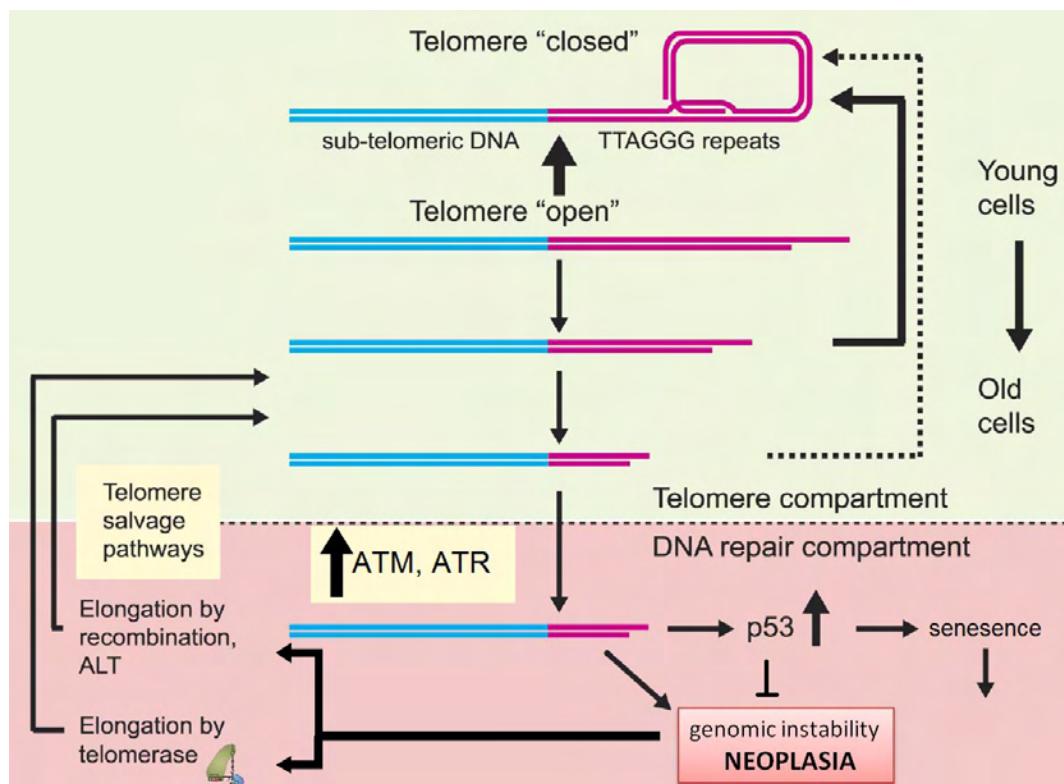 Telomere “closed”
sub-telomeric DNA
TTAGGG repeats
Telomere “open”
Young
cells
Old
cells
Telomere compartment
DNA repair compartment
Telomere
salvage
pathways
ATM, ATR
Elongation by
recombination,
ALT
p53
senesence
Elongation by
telomerase
genomic instability
NEOPLASIA